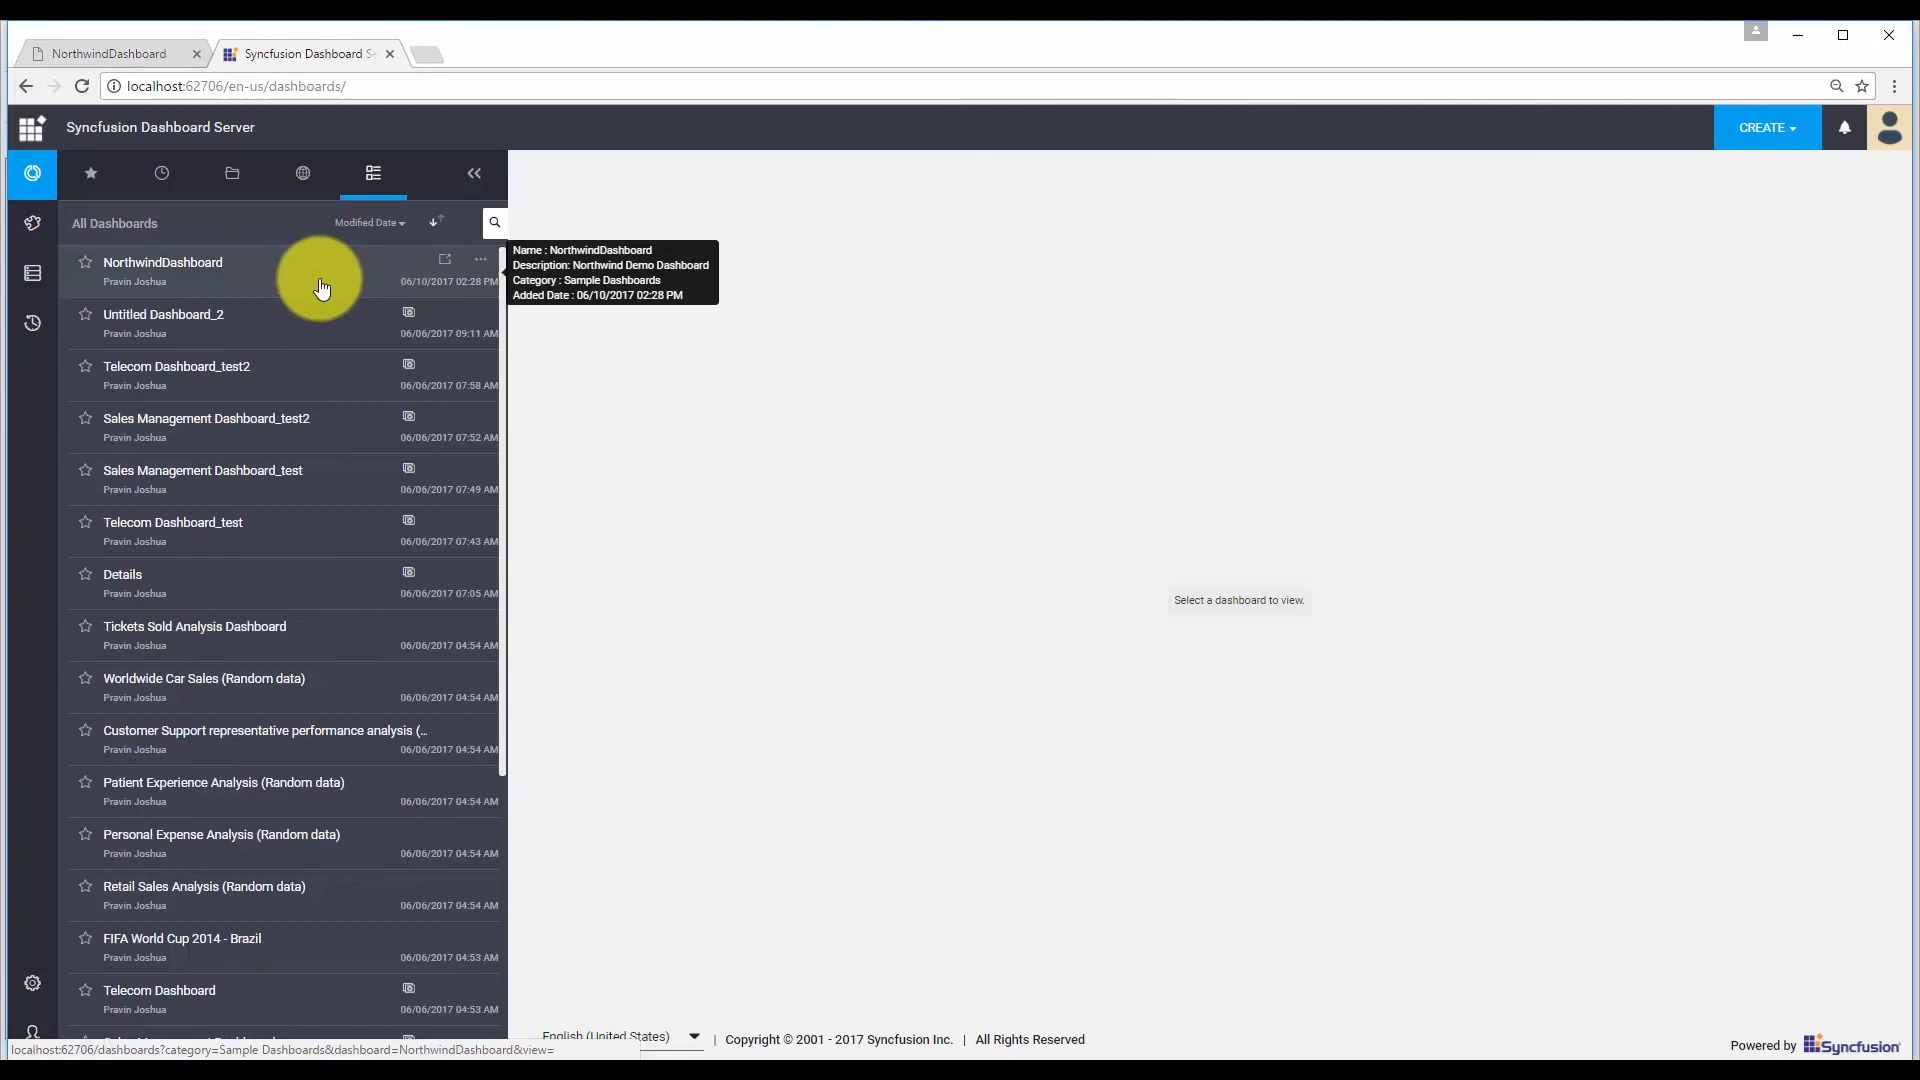 NorthwindDashboard
Syncfusion Dashboard Se
localhost:62706/en-us/dashboards/
Syncfusion Dashboard Server
CREATE
All Dashboards
Modified Date
NorthwindDashboard
Pravin Joshua
06/10/2017 02:28 PM
Name : NorthwindDashboard
Description: Northwind Demo Dashboard
Category : Sample Dashboards
Added Date : 06/10/2017 02:28 PM
Untitled Dashboard_2
Pravin Joshua
06/06/2017 09:11 AM
Telecom Dashboard_test2
Pravin Joshua
06/06/2017 07:58 AM
Sales Management Dashboard_test2
Pravin Joshua
06/06/2017 07:52 AM
Sales Management Dashboard_test
Pravin Joshua
06/06/2017 07:49 AM
Telecom Dashboard_test
Pravin Joshua
06/06/2017 07:43 AM
Details
Pravin Joshua
06/06/2017 07:05 AM
Tickets Sold Analysis Dashboard
Pravin Joshua
06/06/2017 04:54 AM
Worldwide Car Sales (Random data)
Pravin Joshua
06/06/2017 04:54 AM
Customer Support representative performance analysis (...
Pravin Joshua
06/06/2017 04:54 AM
Patient Experience Analysis (Random data)
Pravin Joshua
06/06/2017 04:54 AM
Personal Expense Analysis (Random data)
Pravin Joshua
06/06/2017 04:54 AM
Retail Sales Analysis (Random data)
Pravin Joshua
06/06/2017 04:54 AM
FIFA World Cup 2014 - Brazil
Pravin Joshua
06/06/2017 04:53 AM
Telecom Dashboard
Pravin Joshua
06/06/2017 04:53 AM
Select a dashboard to view.
English (United States)
| Copyright © 2001 - 2017 Syncfusion Inc. | All Rights Reserved
Powered by Syncfusion
localhost:62706/dashboards?category=Sample Dashboards&dashboard=NorthwindDashboard&view=